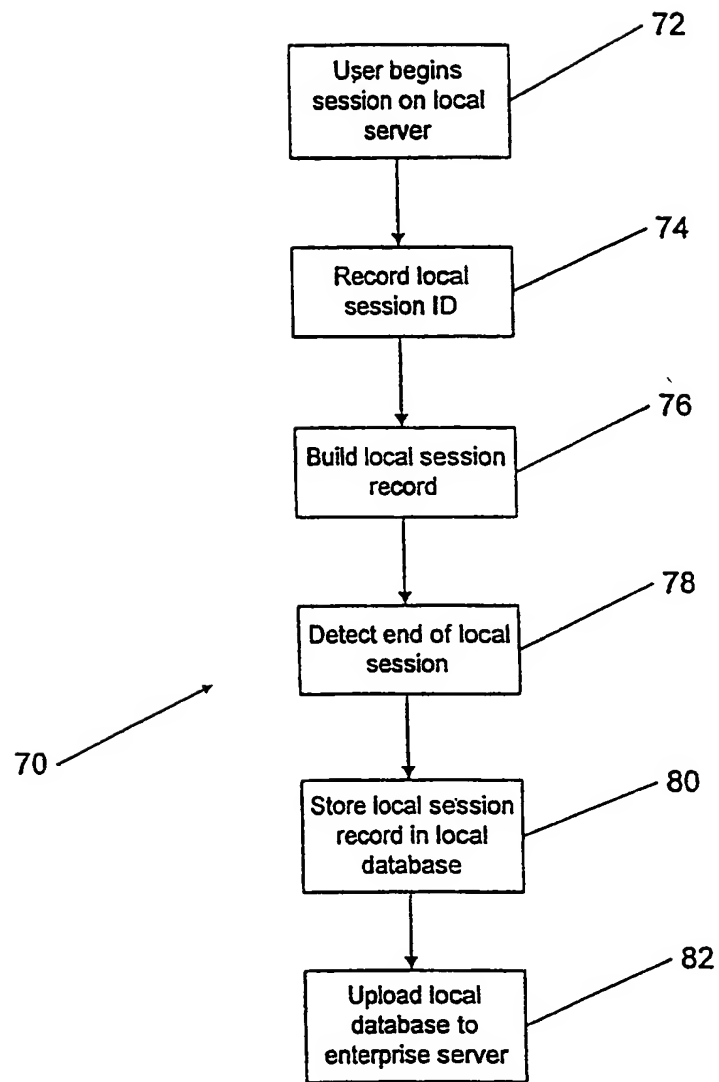 72
User begins
session on local
server
74
Record local
session ID
76
Build local session
record
78
Detect end of local
session
70
80
Store local session
record in local
database
82
Upload local
database to
enterprise server